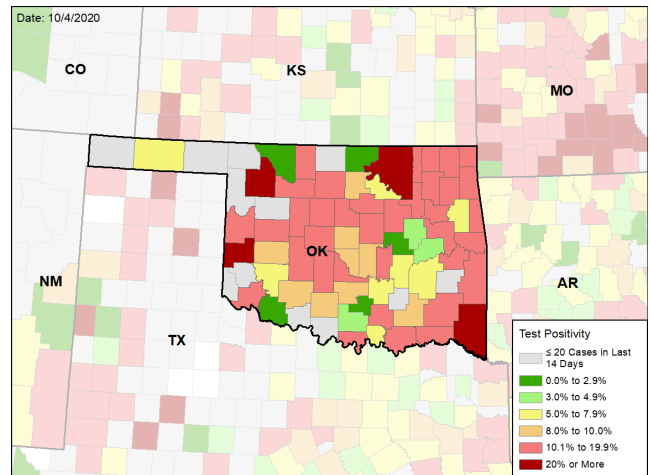 Date: 10/4/2020
CO
KS
MO
OK
NM
AR
TX
Test Positivity
≤ 20 Cases in Last
14 Days
0.0% to 2.9%
3.0% to 4.9%
5.0% to 7.9%
8.0% to 10.0%
10.1% to 19.9%
20% or More